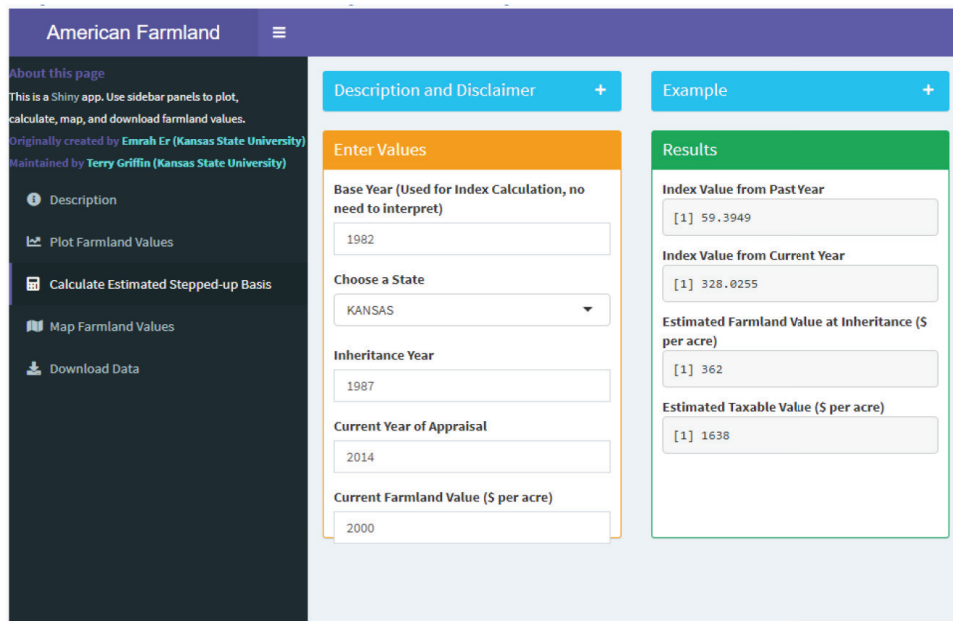 American Farmland
About this page
This is a Shiny app. Use sidebar panels to plot,
calculate, map, and download farmland values.
Originally created by Emrah Er (Kansas State University)
Maintained by Terry Griffin (Kansas State University)
Description
Plot Farmland Values
Calculate Estimated Stepped-up Basis
Map Farmland Values
Download Data
Description and Disclaimer +
Enter Values
Base Year (Used for Index Calculation, no
need to interpret)
1982
Choose a State
KANSAS
Inheritance Year
1987
Current Year of Appraisal
2014
Current Farmland Value ($ per acre)
2000
Example +
Results
Index Value from Past Year
[1] 59.3949
Index Value from Current Year
[1] 328.0255
Estimated Farmland Value at Inheritance ($
per acre)
[1] 362
Estimated Taxable Value ($ per acre)
[1] 1638